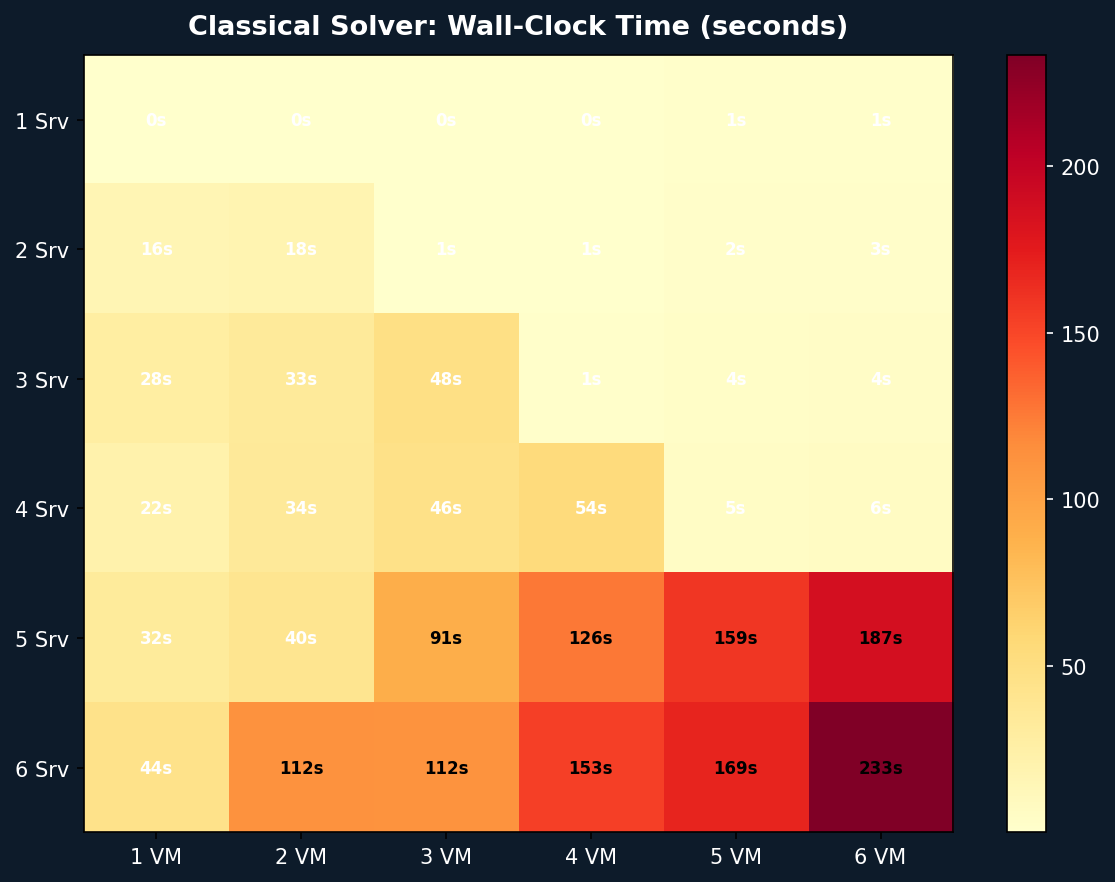 Classical Solver: Wall-Clock Time (seconds)
1 Srv 0s 0s 0s 0s 1s 1s
2 Srv 16s 18s 1s 1s 2s 3s
3 Srv 28s 33s 48s 1s 4s 4s
4 Srv 22s 34s 46s 54s 5s 6s
5 Srv 32s 40s 91s 126s 159s 187s
6 Srv 44s 112s 112s 153s 169s 233s
1 VM 2 VM 3 VM 4 VM 5 VM 6 VM
200
150
100
50